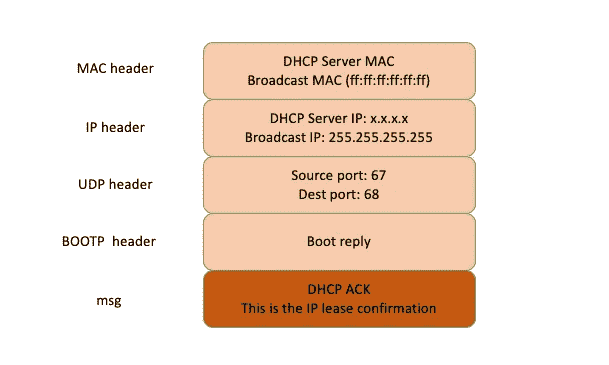 MAC header
DHCP Server MAC
Broadcast MAC (ff:ff:ff:ff:ff:ff)
IP header
DHCP Server IP: x.x.x.x
Broadcast IP: 255.255.255.255
UDP header
Source port: 67
Dest port: 68
BOOTP header
Boot reply
msg
DHCP ACK
This is the IP lease confirmation